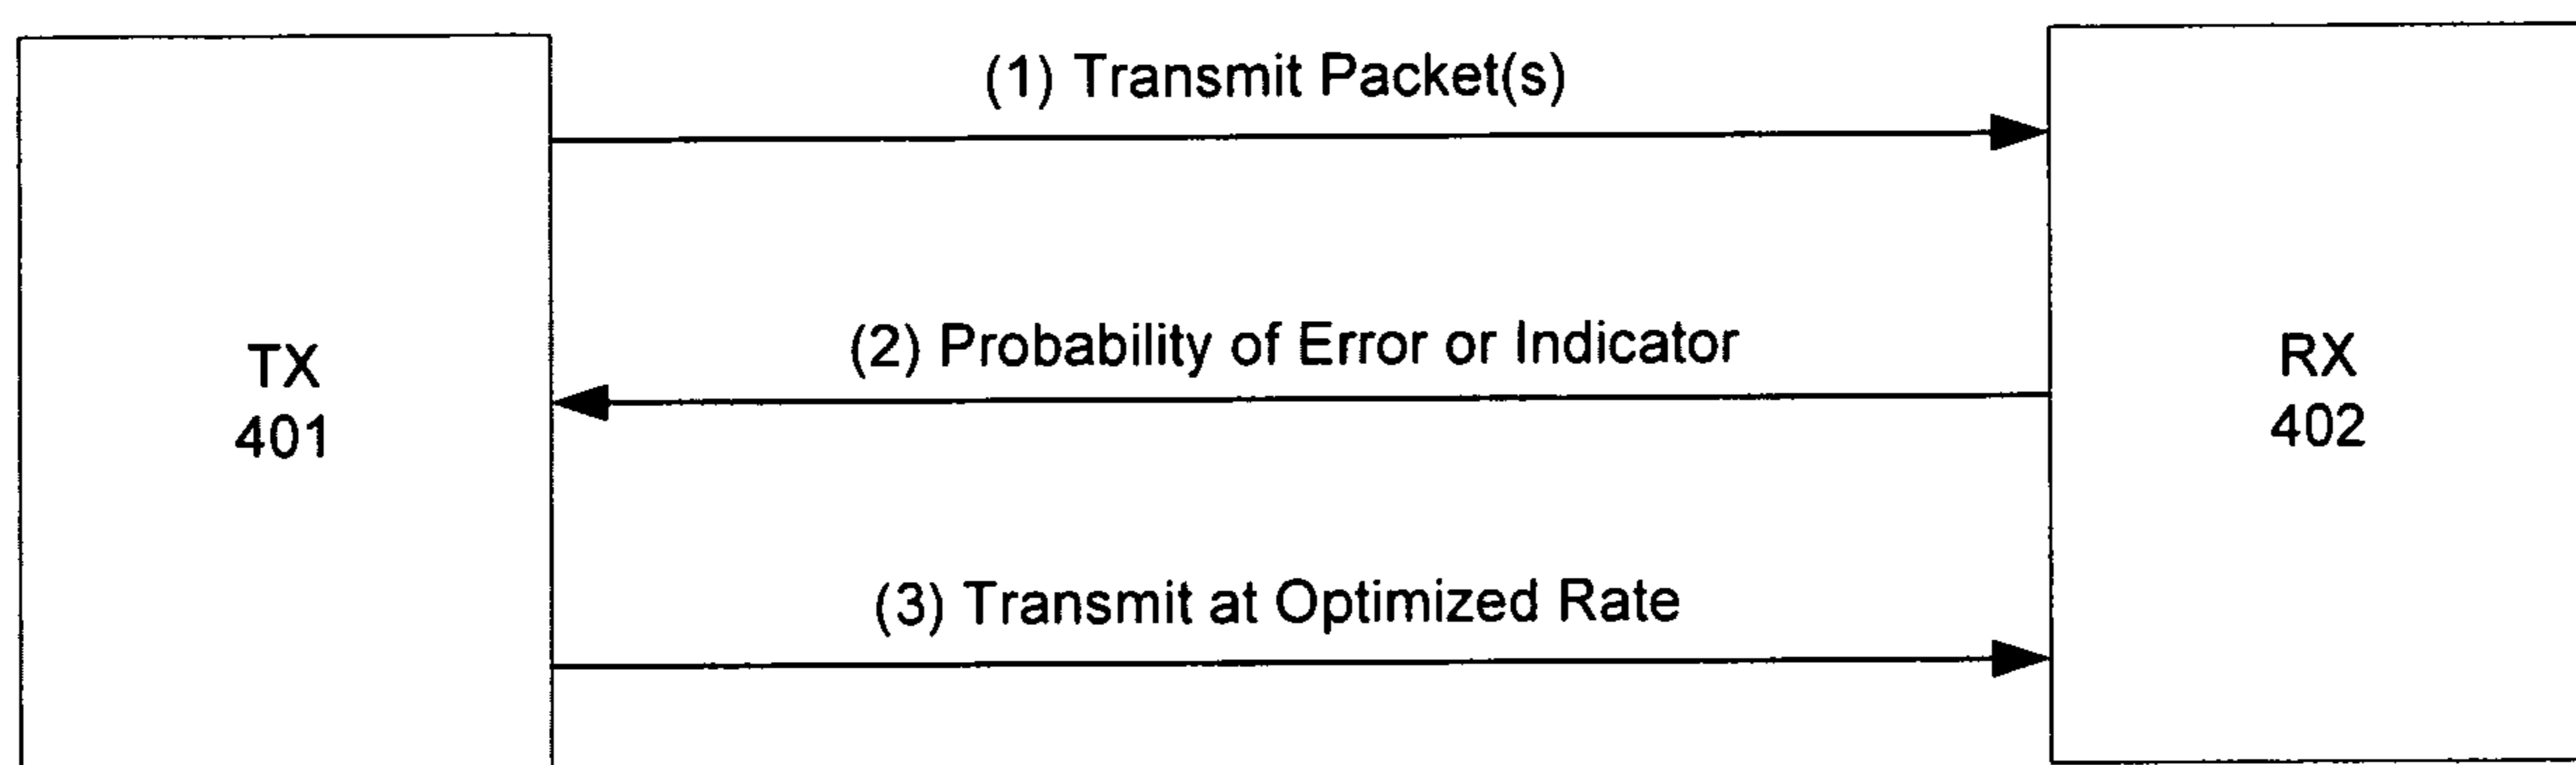 (1) Transmit Packet(s)
(2) Probability of Error or Indicator
TX
401
RX
402
(3) Transmit at Optimized Rate